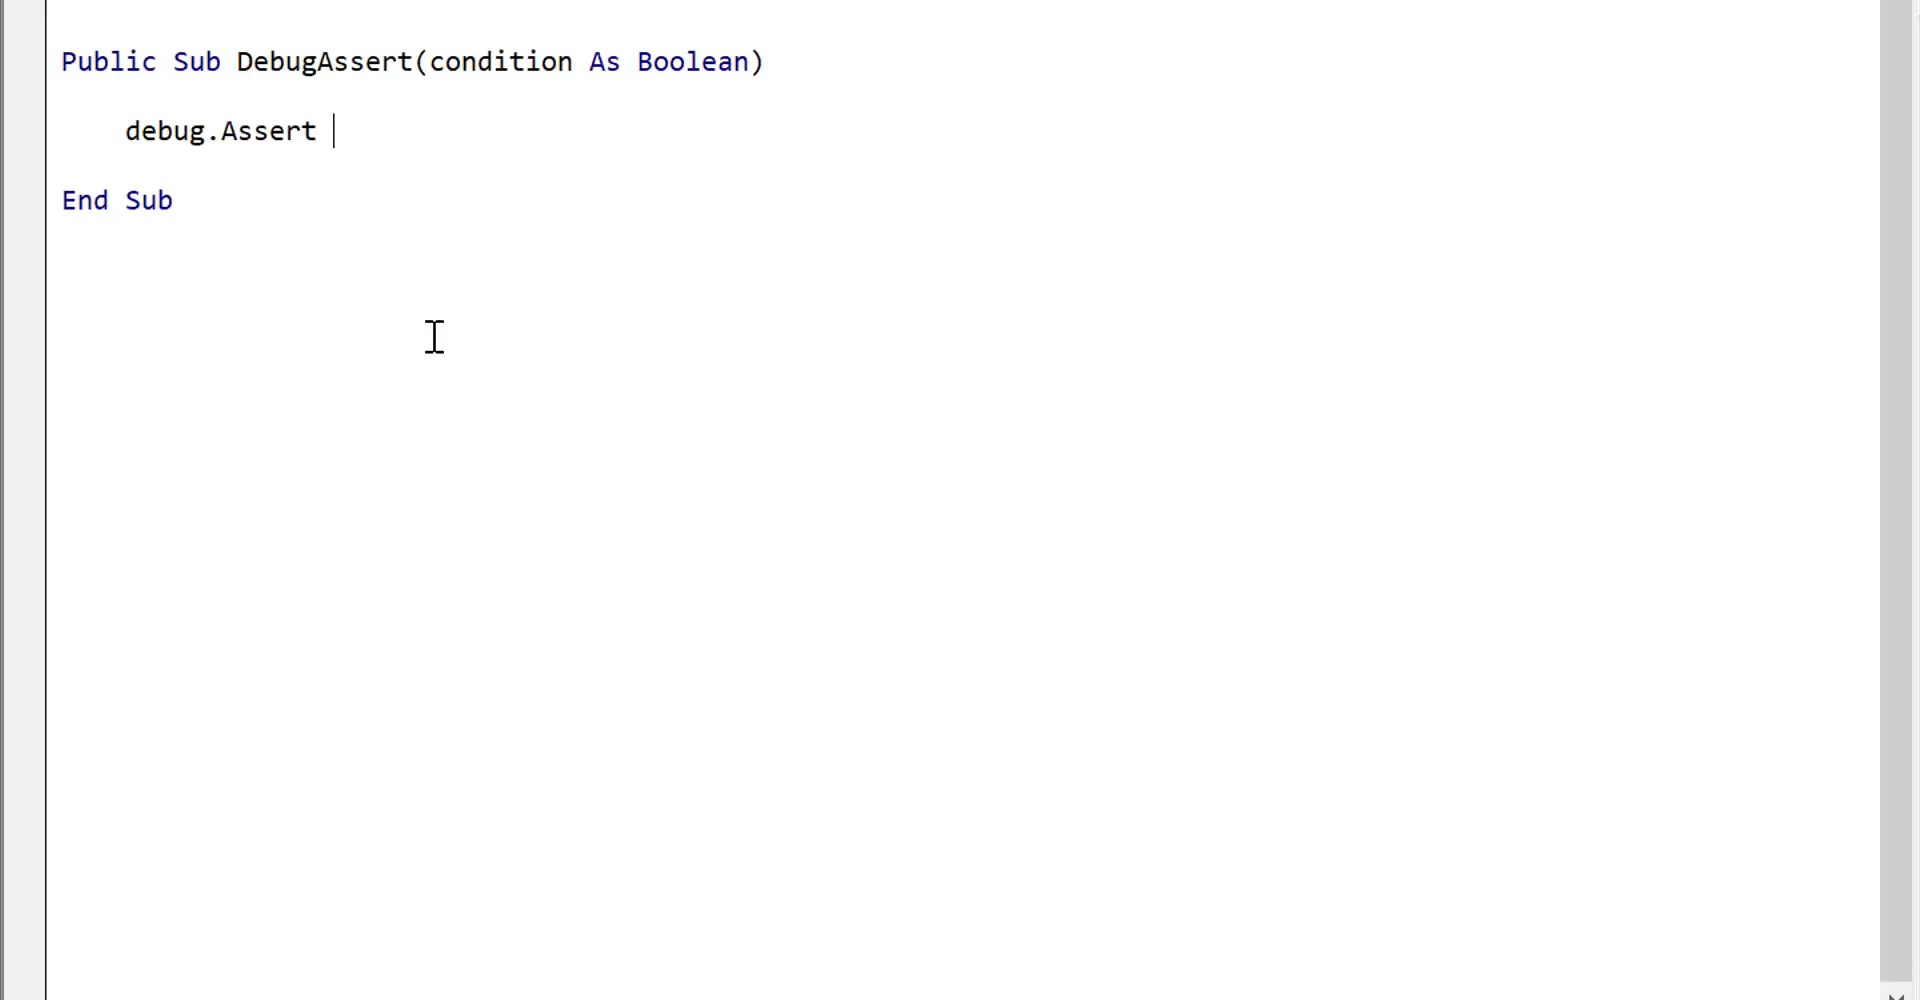 Public Sub DebugAssert(condition As Boolean)
debug.Assert
End Sub